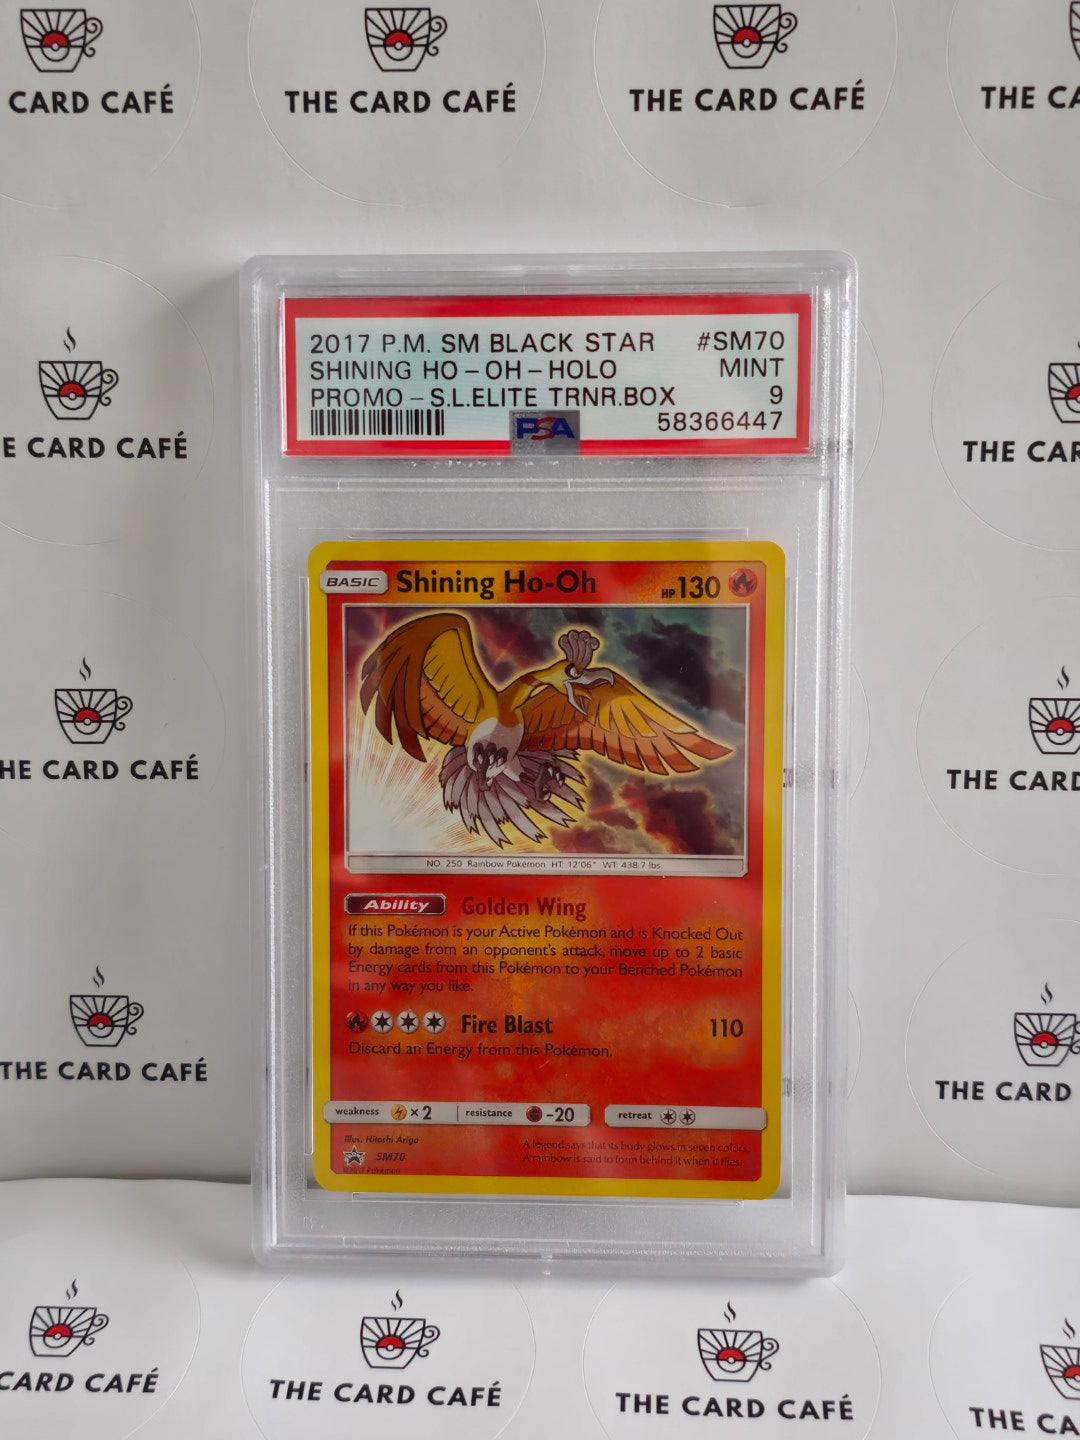 CARD CAFÉ
THE CARD CAFÉ
THE CARD CAFÉ
THE CA
E CARD CAFÉ
THE CAR
HE CARD CAFÉ
THE CARD
THE CARD CAFÉ
THE CARD
2017 P.M. SM BLACK STAR #SM70
SHINING HO-OH-HOLO MINT
PROMO-S.L.ELITE TRNR.BOX 9
PSA 58366447
BASIC Shining Ho-Oh HP 130
NO. 250 Rainbow Pokémon HT: 12'06" WT: 438.7 lbs.
Ability Golden Wing
If this Pokémon is your Active Pokémon and is Knocked Out
by damage from an opponent's attack, move up to 2 basic
Energy cards from this Pokémon to your Benched Pokémon
in any way you like.
Fire Blast 110
Discard an Energy from this Pokémon.
weakness ×2 resistance -20 retreat
Illus. Hitoshi Ariga
SM70
©2017 Pokémon
A legend says that its body glows in seven colors.
A rainbow is said to form behind it when it flies.
CARD CAFÉ
THE CARD CAFÉ
THE CARD CAFÉ
THE CA